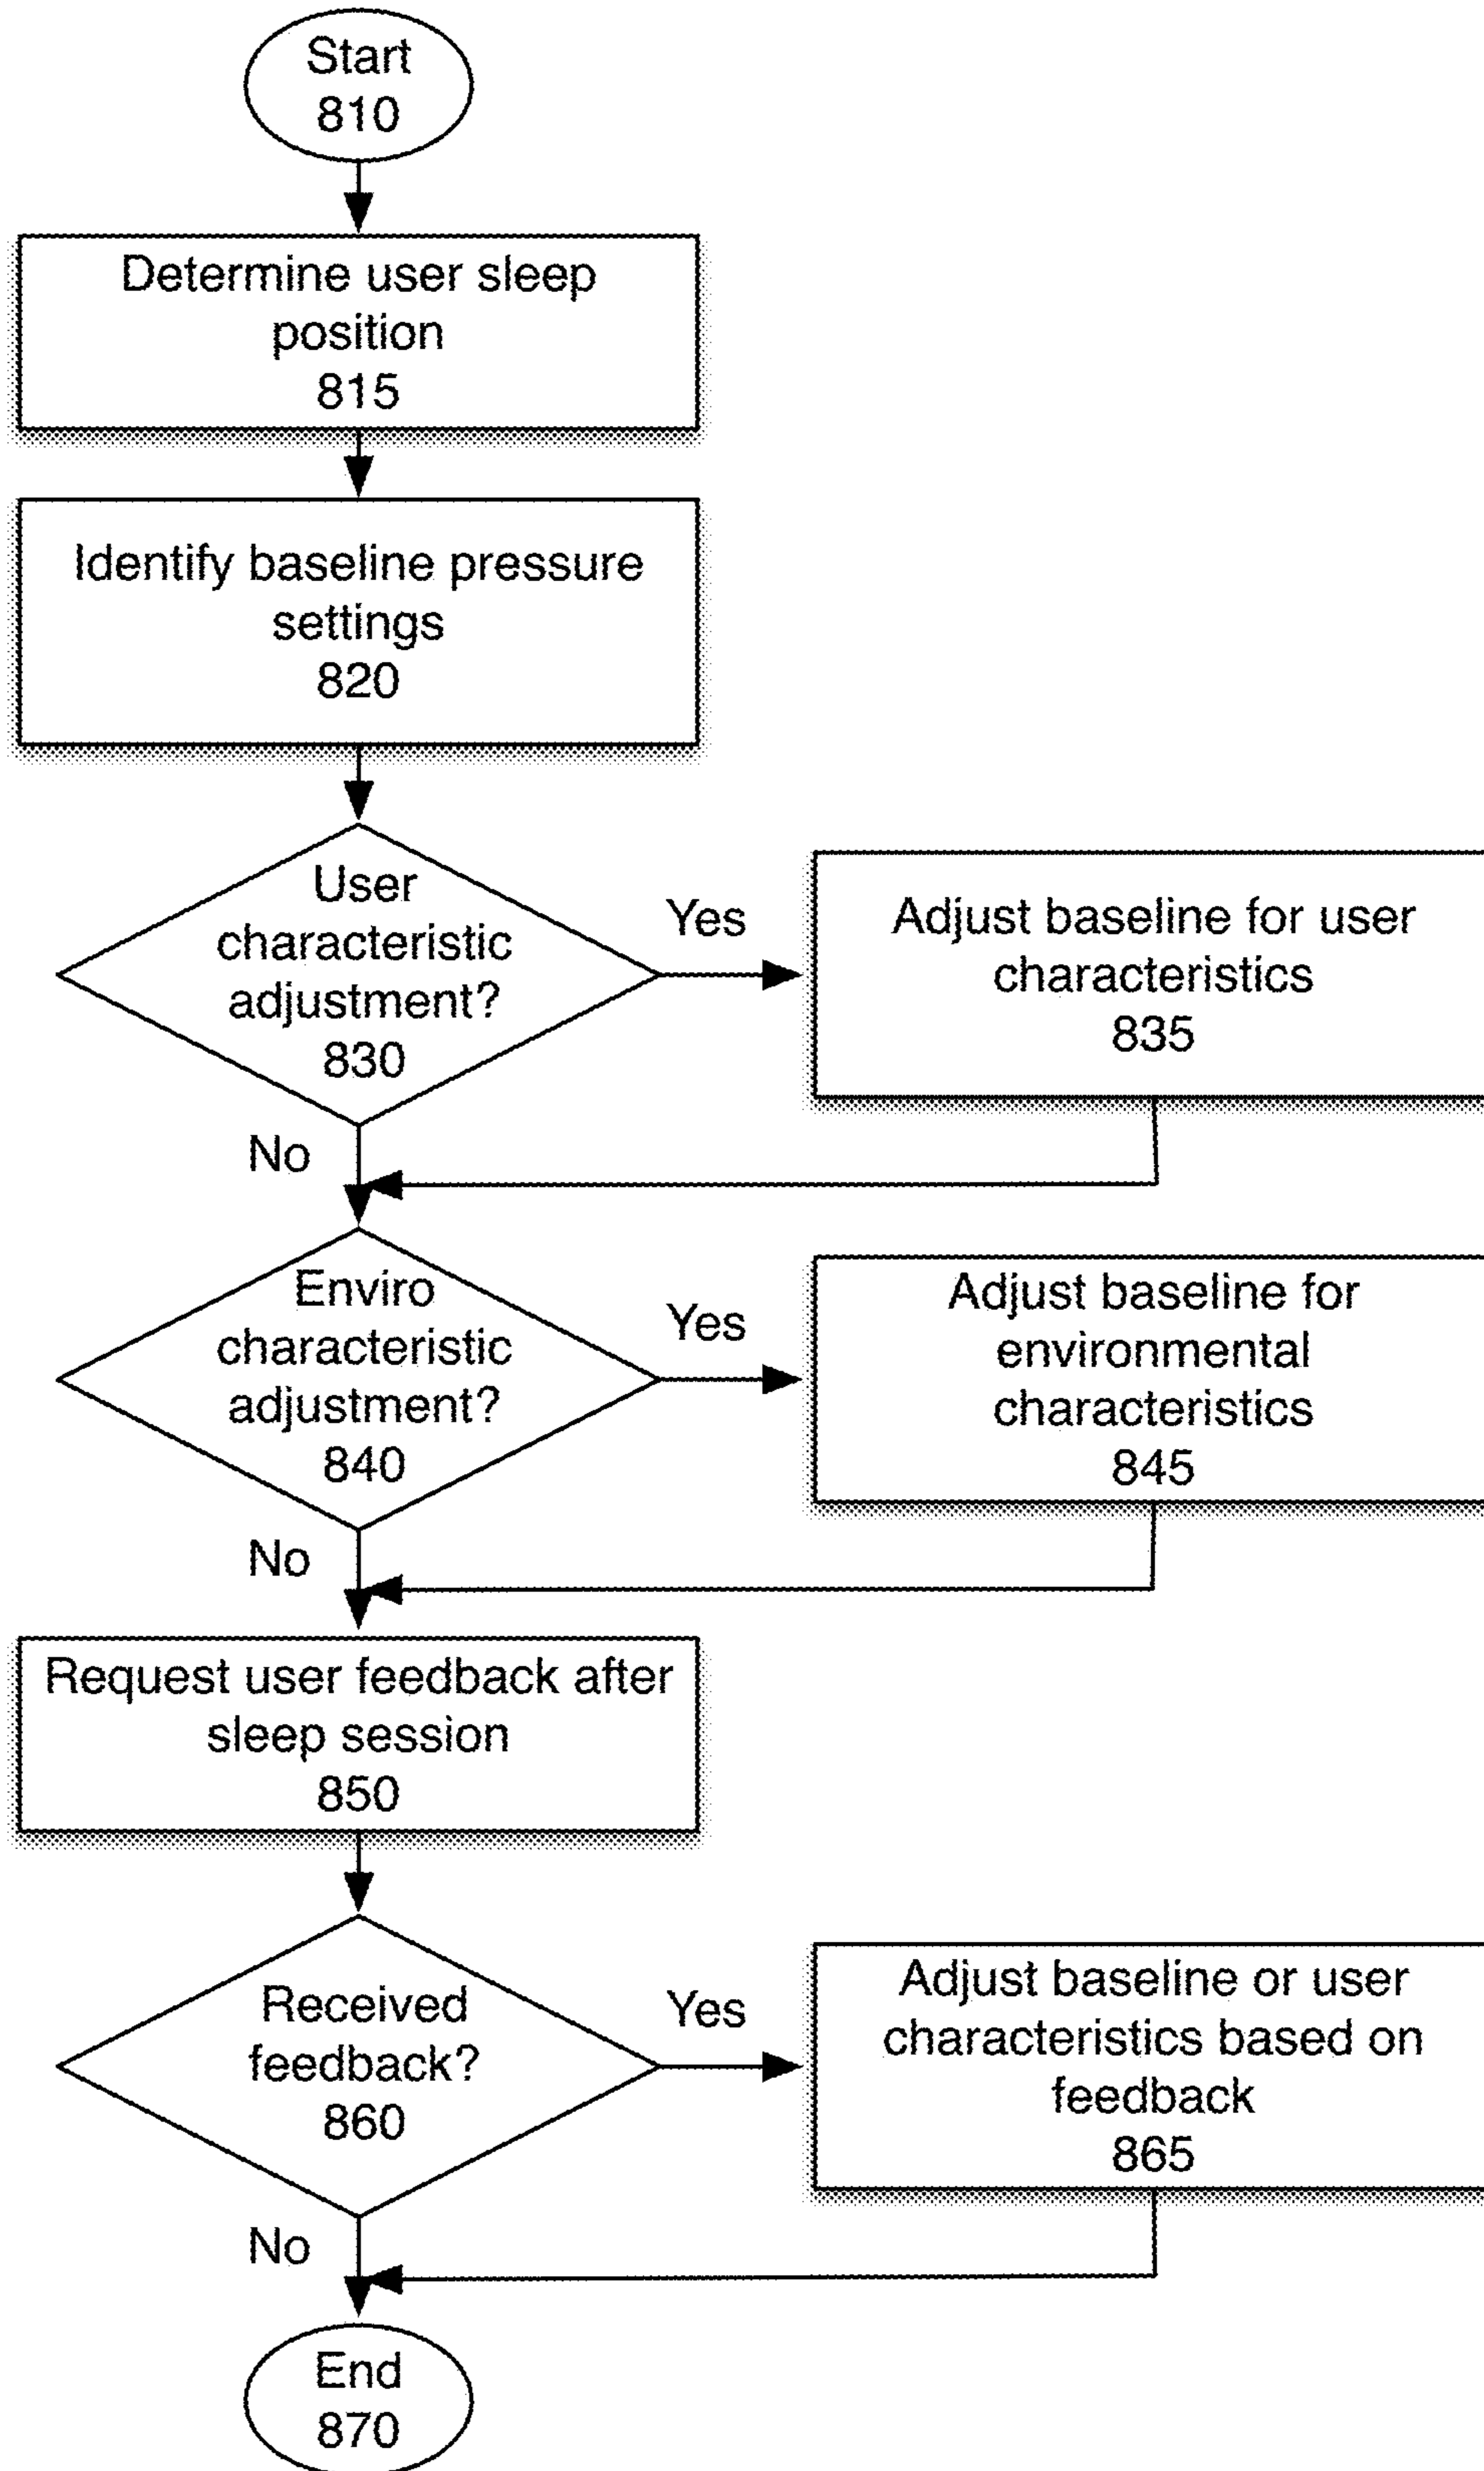 Start
810
Determine user sleep
position
815
Identify baseline pressure
settings
820
User
characteristic
adjustment?
830
Yes
Adjust baseline for user
characteristics
835
No
Enviro
characteristic
adjustment?
840
Yes
Adjust baseline for
environmental
characteristics
845
No
Request user feedback after
sleep session
850
Received
feedback?
860
Yes
Adjust baseline or user
characteristics based on
feedback
865
No
End
870